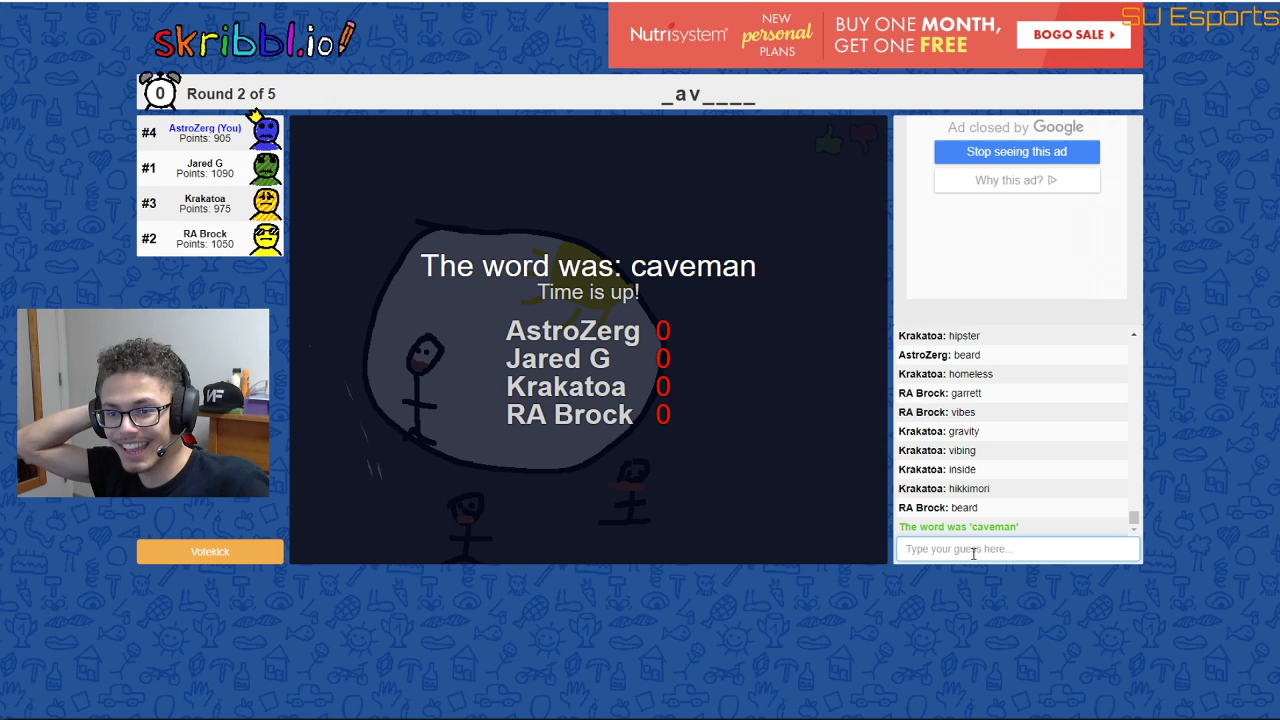 SU Esports
skribbl.io
Nutrisystem®
NEW
personal
PLANS
BUY ONE MONTH,
GET ONE FREE
BOGO SALE
0
Round 2 of 5
_av____
#4
AstroZerg (You)
Points: 905
#1
Jared G
Points: 1090
#3
Krakatoa
Points: 975
#2
RA Brock
Points: 1050
The word was: caveman
Time is up!
AstroZerg 0
Jared G 0
Krakatoa 0
RA Brock 0
NF
Votekick
Ad closed by Google
Stop seeing this ad
Why this ad?
Krakatoa: hipster
AstroZerg: beard
Krakatoa: homeless
RA Brock: garrett
RA Brock: vibes
Krakatoa: gravity
Krakatoa: vibing
Krakatoa: inside
Krakatoa: hikkimori
RA Brock: beard
The word was 'caveman'
Type your guess here...